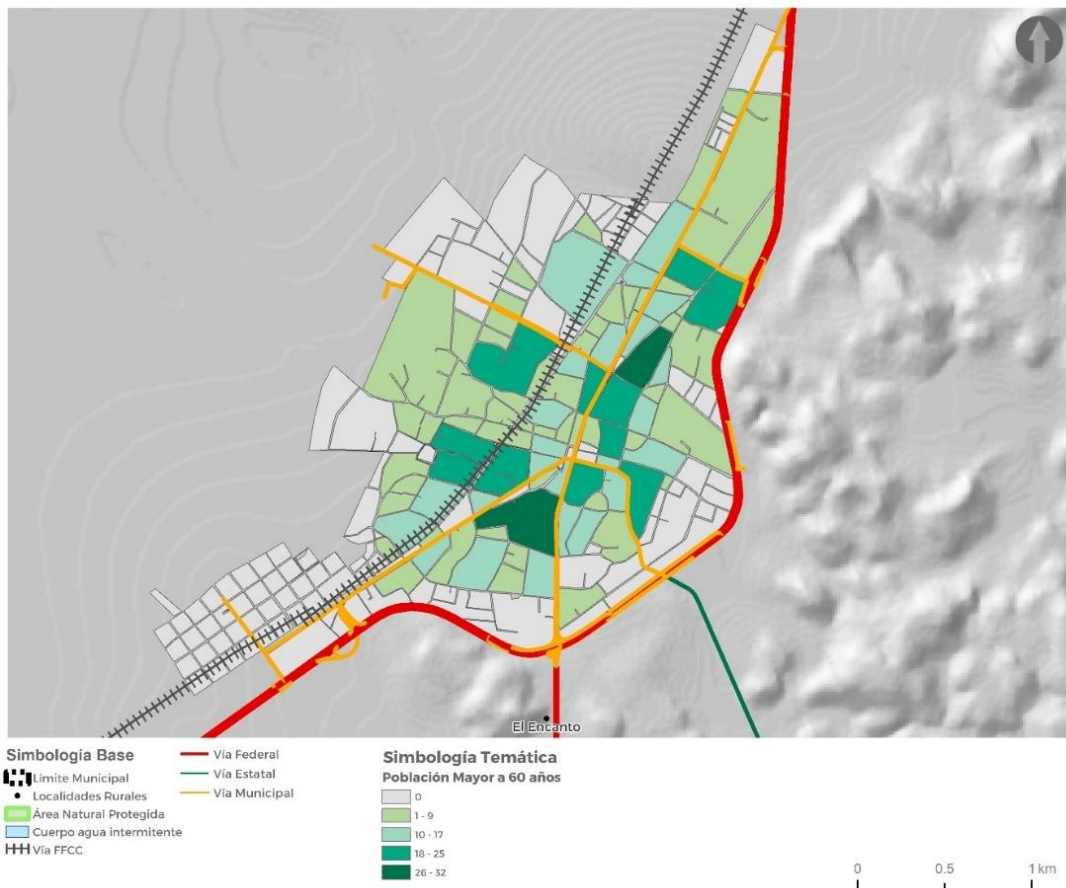 El Encanto
Simbología Base
Límite Municipal
Localidades Rurales
Área Natural Protegida
Cuerpo agua intermitente
Vía FFCC
Vía Federal
Vía Estatal
Vía Municipal
Simbología Temática
Población Mayor a 60 años
0
1 - 9
10 - 17
18 - 25
26 - 32
0 0.5 1 km